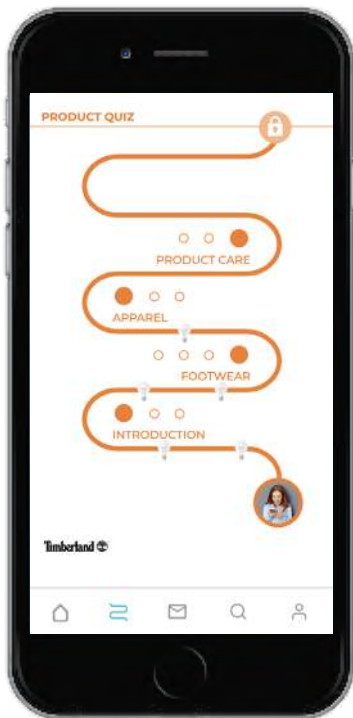 PRODUCT QUIZ
PRODUCT CARE
APPAREL
FOOTWEAR
INTRODUCTION
Timberland